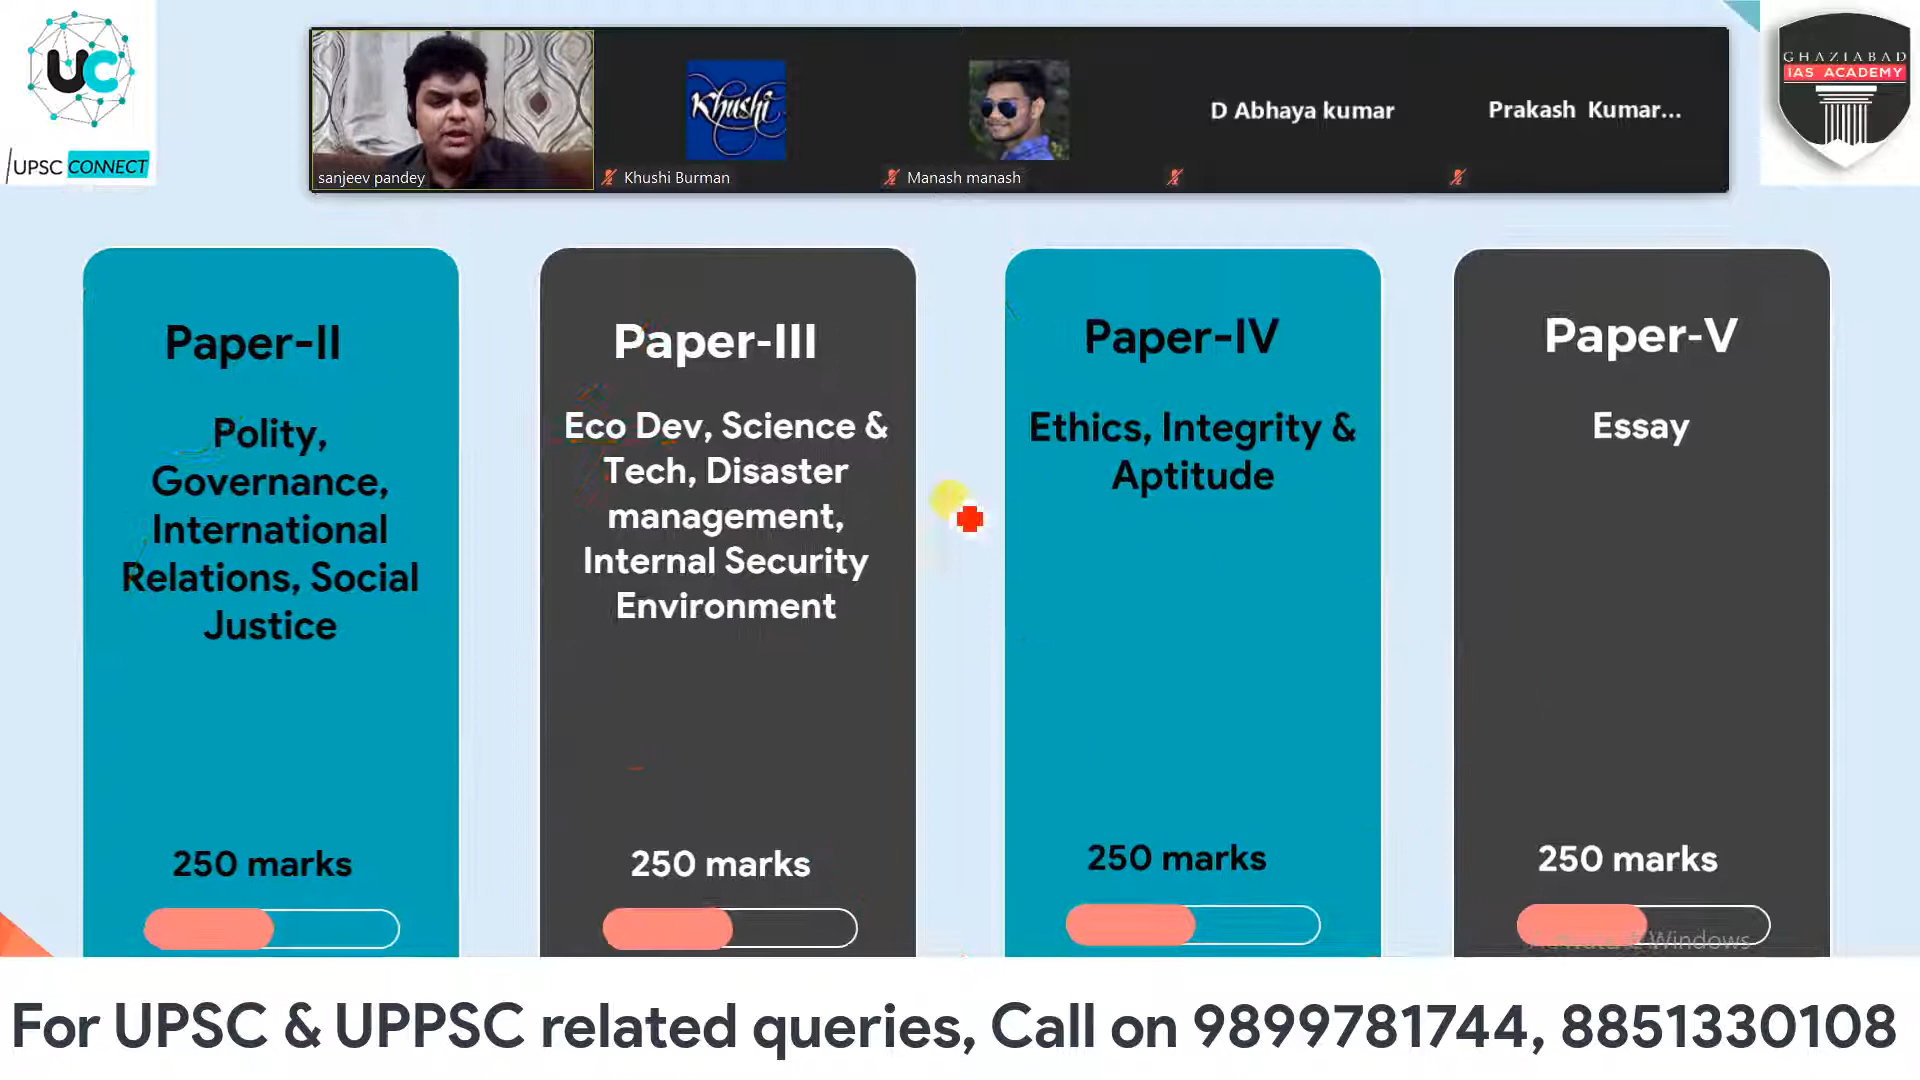 UC
UPSC CONNECT
Khushi
sanjeev pandey
Khushi Burman
Manash manash
D Abhaya kumar
Prakash Kumar...
GHAZIABAD
IAS ACADEMY
Paper-II
Polity,
Governance,
International
Relations, Social
Justice
250 marks
Paper-III
Eco Dev, Science &
Tech, Disaster
management,
Internal Security
Environment
250 marks
Paper-IV
Ethics, Integrity &
Aptitude
250 marks
Paper-V
Essay
250 marks
Activate Windows
For UPSC & UPPSC related queries, Call on 9899781744, 8851330108